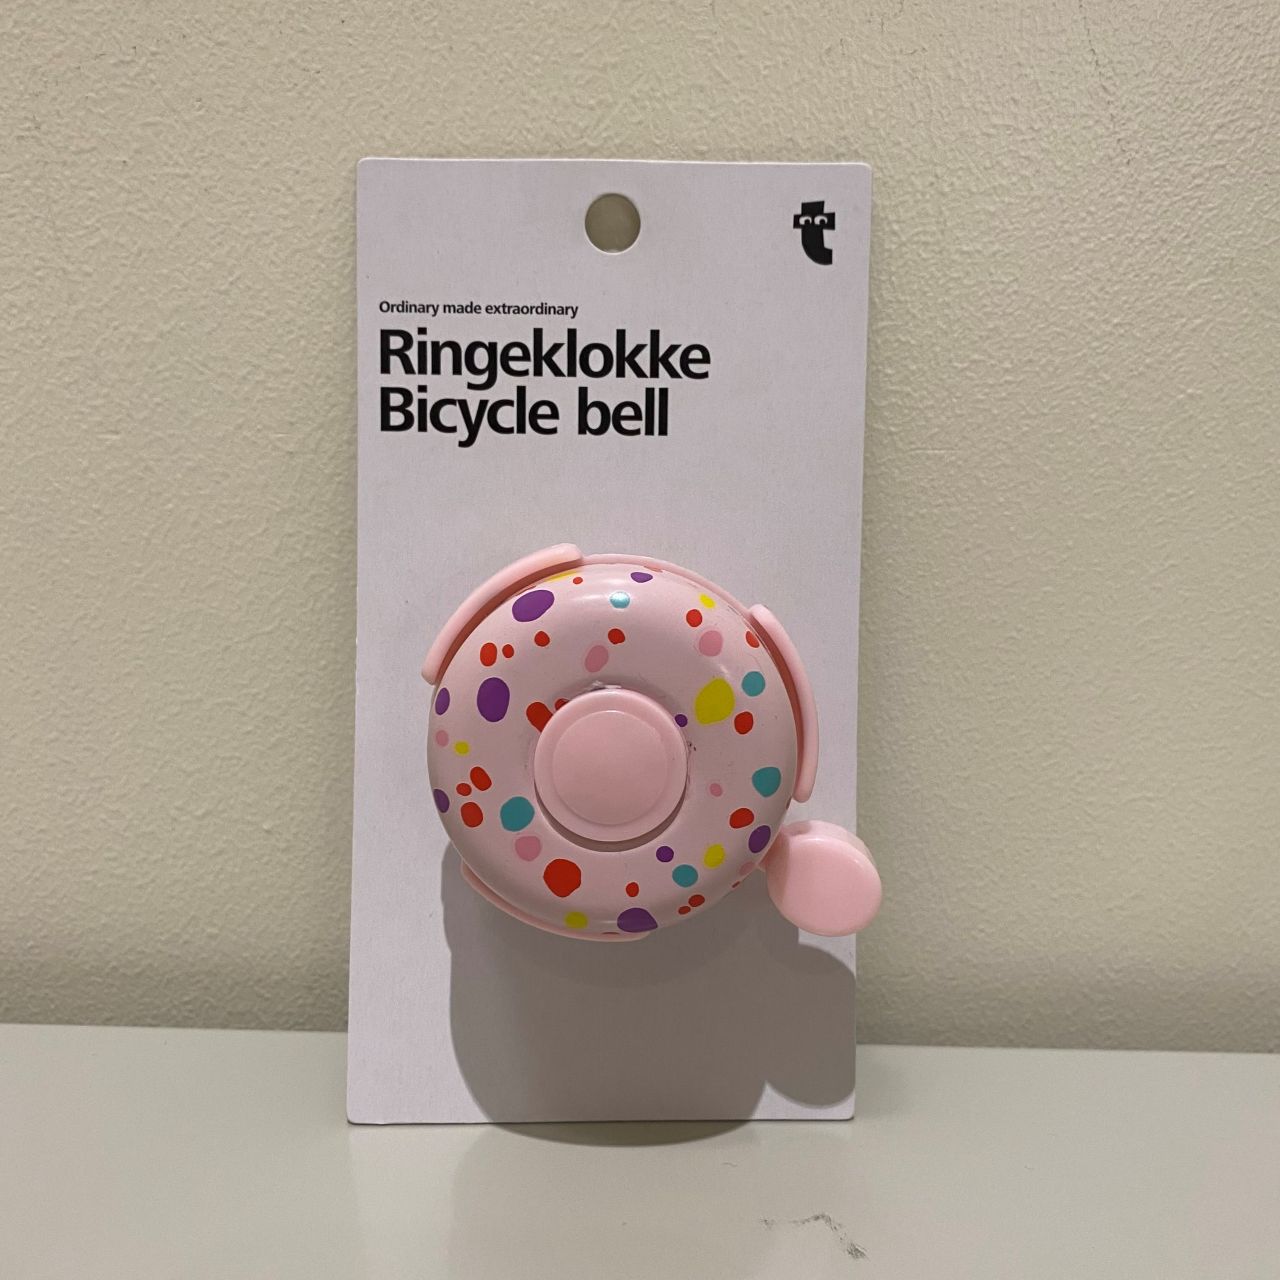 t
Ordinary made extraordinary
Ringeklokke
Bicycle bell